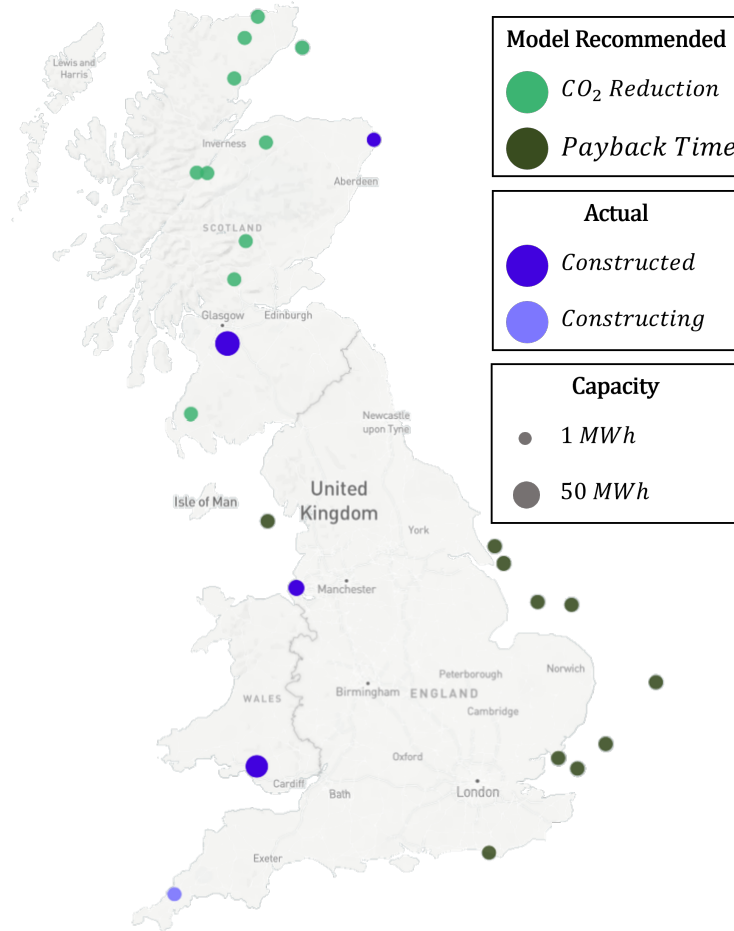 Model Recommended
CO₂ Reduction
Payback Time
Actual
Constructed
Constructing
Capacity
1 MWh
50 MWh
Lewis and
Harris
Inverness
Aberdeen
SCOTLAND
Glasgow
Edinburgh
Newcastle
upon Tyne
Isle of Man
United
Kingdom
York
Manchester
Norwich
Peterborough
Birmingham
ENGLAND
WALES
Cambridge
Oxford
Cardiff
London
Bath
Exeter